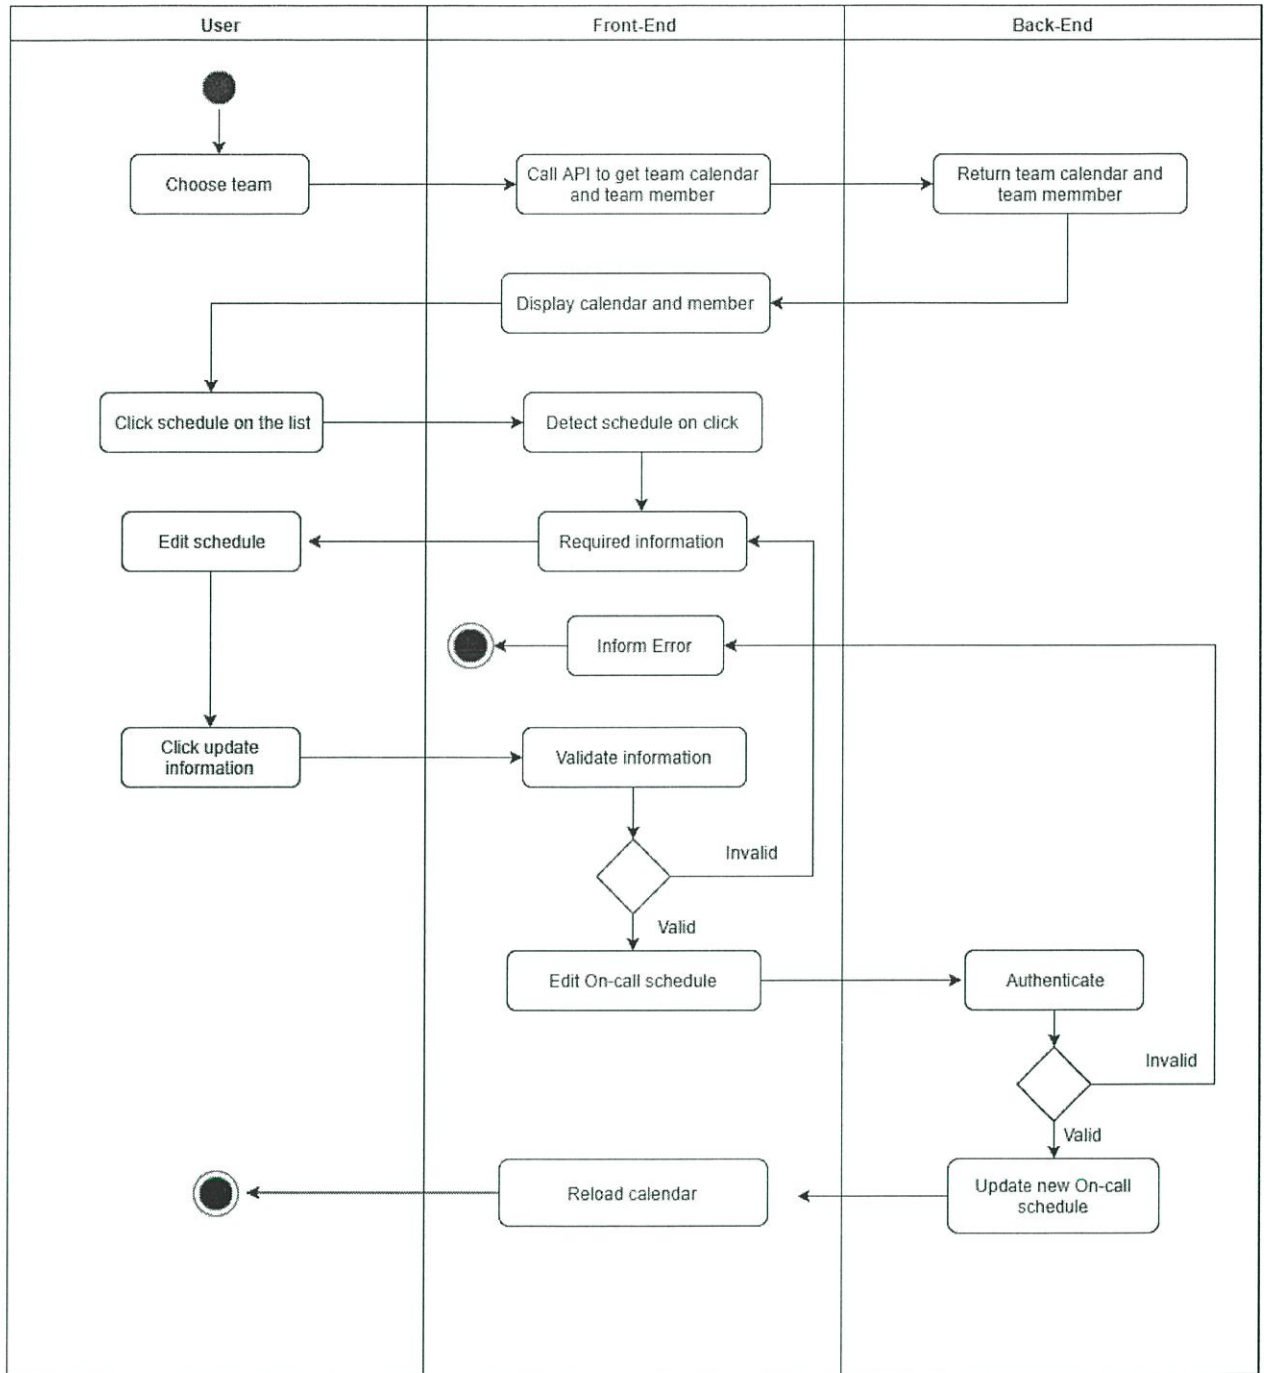 User
Front-End
Back-End
Choose team
Call API to get team calendar
and team member
Return team calendar and
team memmber
Display calendar and member
Click schedule on the list
Detect schedule on click
Edit schedule
Required information
Inform Error
Click update
information
Validate information
Invalid
Valid
Edit On-call schedule
Authenticate
Invalid
Valid
Reload calendar
Update new On-call
schedule